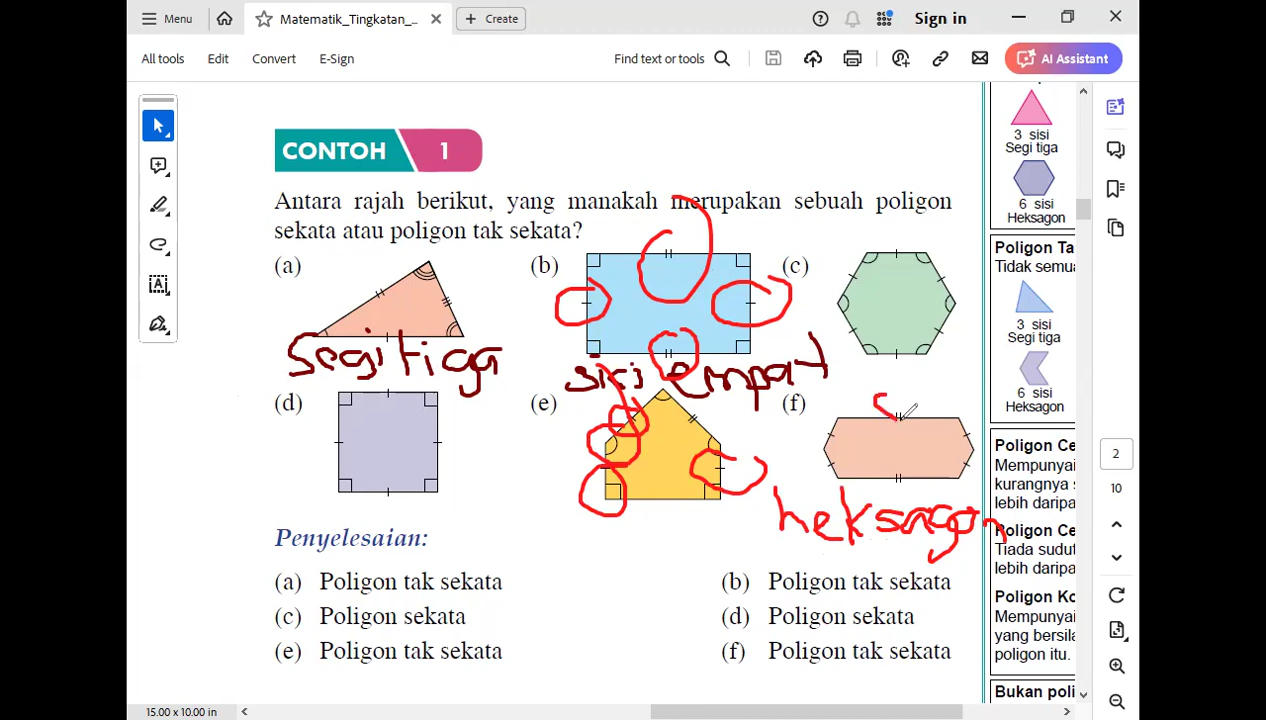 Menu
Matematik_Tingkatan_...
Create
Sign in
All tools
Edit
Convert
E-Sign
Find text or tools
AI Assistant
CONTOH 1
Antara rajah berikut, yang manakah merupakan sebuah poligon
sekata atau poligon tak sekata?
(a)
(b)
(c)
segitiga
sisi empat
(d)
(e)
(f)
heksagon
Penyelesaian:
(a) Poligon tak sekata
(b) Poligon tak sekata
(c) Poligon sekata
(d) Poligon sekata
(e) Poligon tak sekata
(f) Poligon tak sekata
3 sisi
Segi tiga
6 sisi
Heksagon
Poligon Ta
Tidak semua
3 sisi
Segi tiga
6 sisi
Heksagon
Poligon Ce
Mempunyai
kurangnya s
lebih daripa
Poligon Ce
Tiada sudut
lebih daripa
Poligon Ko
Mempunyai
yang bersila
poligon itu.
Bukan poli
2
10
15.00 x 10.00 in